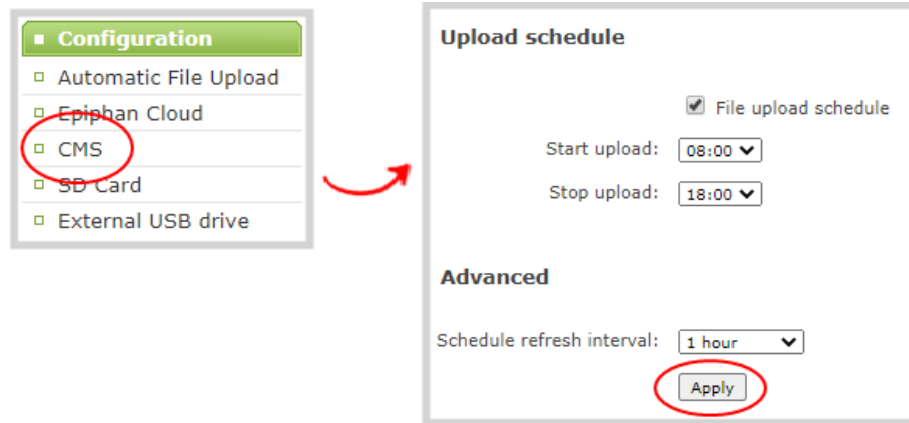 Configuration
Automatic File Upload
Epiphan Cloud
CMS
SD Card
External USB drive
Upload schedule
File upload schedule
Start upload: 08:00
Stop upload: 18:00
Advanced
Schedule refresh interval: 1 hour
Apply